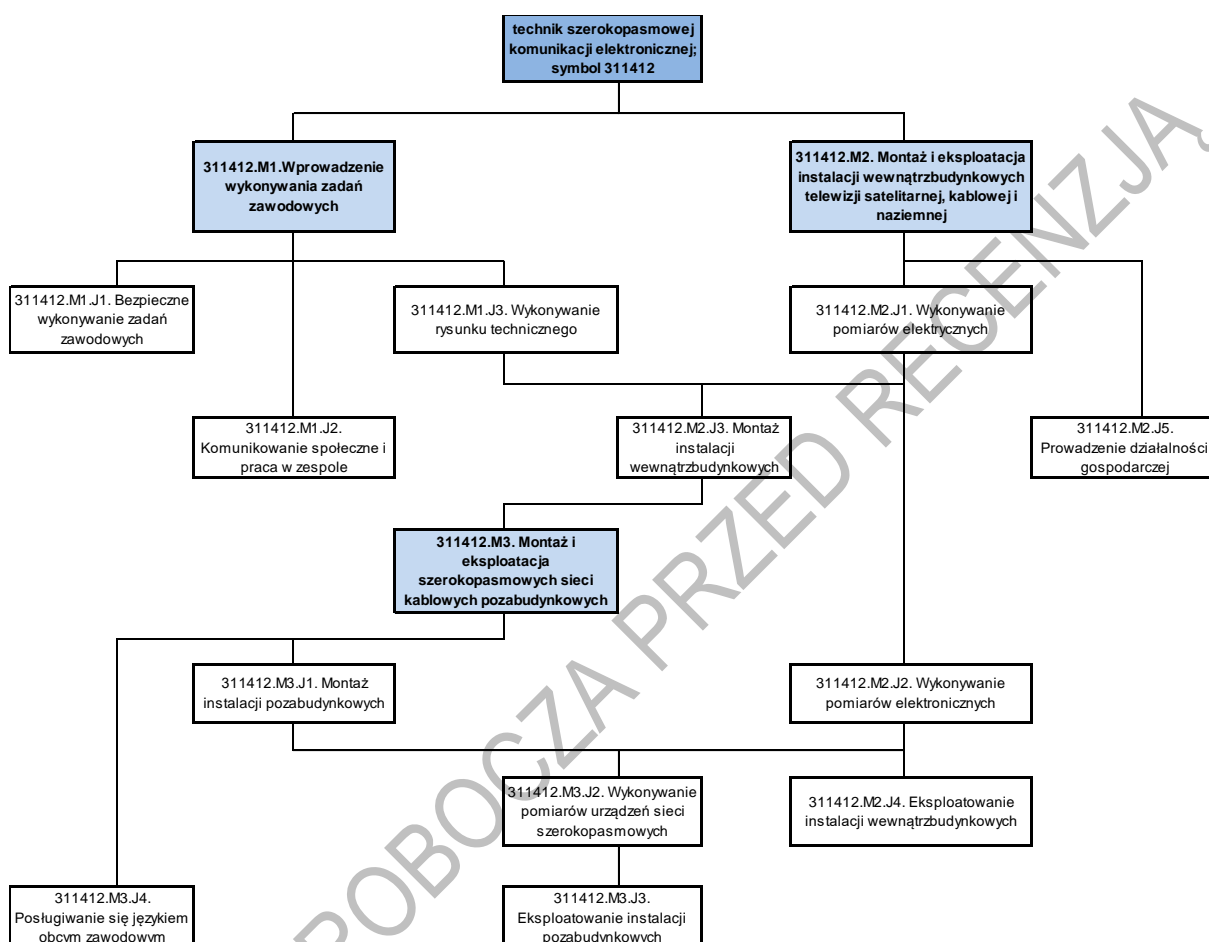 technik szerokopasmowej
komunikacji elektronicznej;
symbol 311412
311412.M1.Wprowadzenie
wykonywania zadań
zawodowych
311412.M2. Montaż i eksploatacja
instalacji wewnątrzbudynkowych
telewizji satelitarnej, kablowej i
naziemnej
311412.M1.J1. Bezpieczne
wykonywanie zadań
zawodowych
311412.M1.J3. Wykonywanie
rysunku technicznego
311412.M2.J1. Wykonywanie
pomiarów elektrycznych
311412.M1.J2.
Komunikowanie społeczne i
praca w zespole
311412.M2.J3. Montaż
instalacji
wewnątrzbudynkowych
311412.M2.J5.
Prowadzenie działalności
gospodarczej
311412.M3. Montaż i
eksploatacja
szerokopasmowych sieci
kablowych pozabudynkowych
311412.M3.J1. Montaż
instalacji pozabudynkowych
311412.M2.J2. Wykonywanie
pomiarów elektronicznych
311412.M3.J2. Wykonywanie
pomiarów urządzeń sieci
szerokopasmowych
311412.M2.J4. Eksploatowanie
instalacji wewnątrzbudynkowych
311412.M3.J4.
Posługiwanie się językiem
obcym zawodowym
311412.M3.J3.
Eksploatowanie instalacji
pozabudynkowych
ROBOCZA PRZED RECENZJĄ